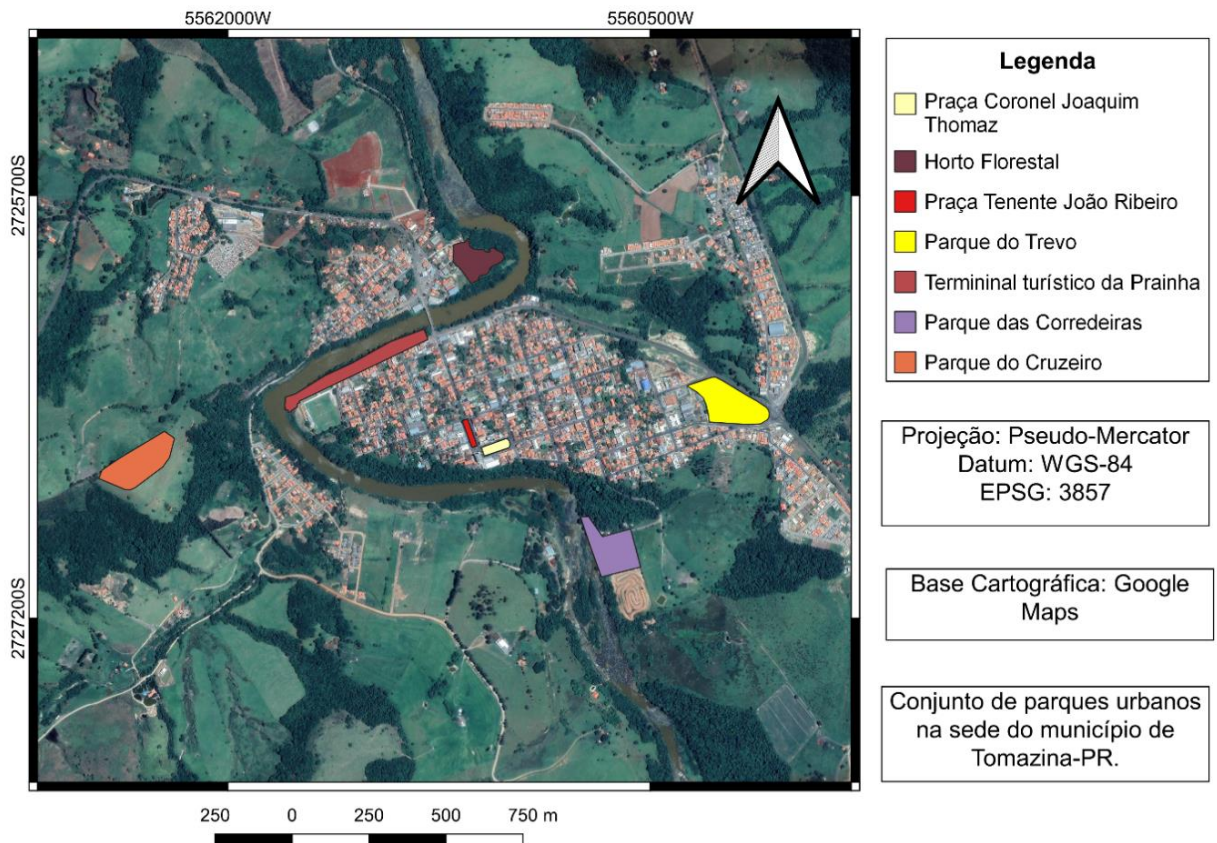 5562000W
5560500W
2725700S
2727200S
Legenda
Praça Coronel Joaquim
Thomaz
Horto Florestal
Praça Tenente João Ribeiro
Parque do Trevo
Termininal turístico da Prainha
Parque das Corredeiras
Parque do Cruzeiro
Projeção: Pseudo-Mercator
Datum: WGS-84
EPSG: 3857
Base Cartográfica: Google
Maps
Conjunto de parques urbanos
na sede do município de
Tomazina-PR.
250 0 250 500 750 m